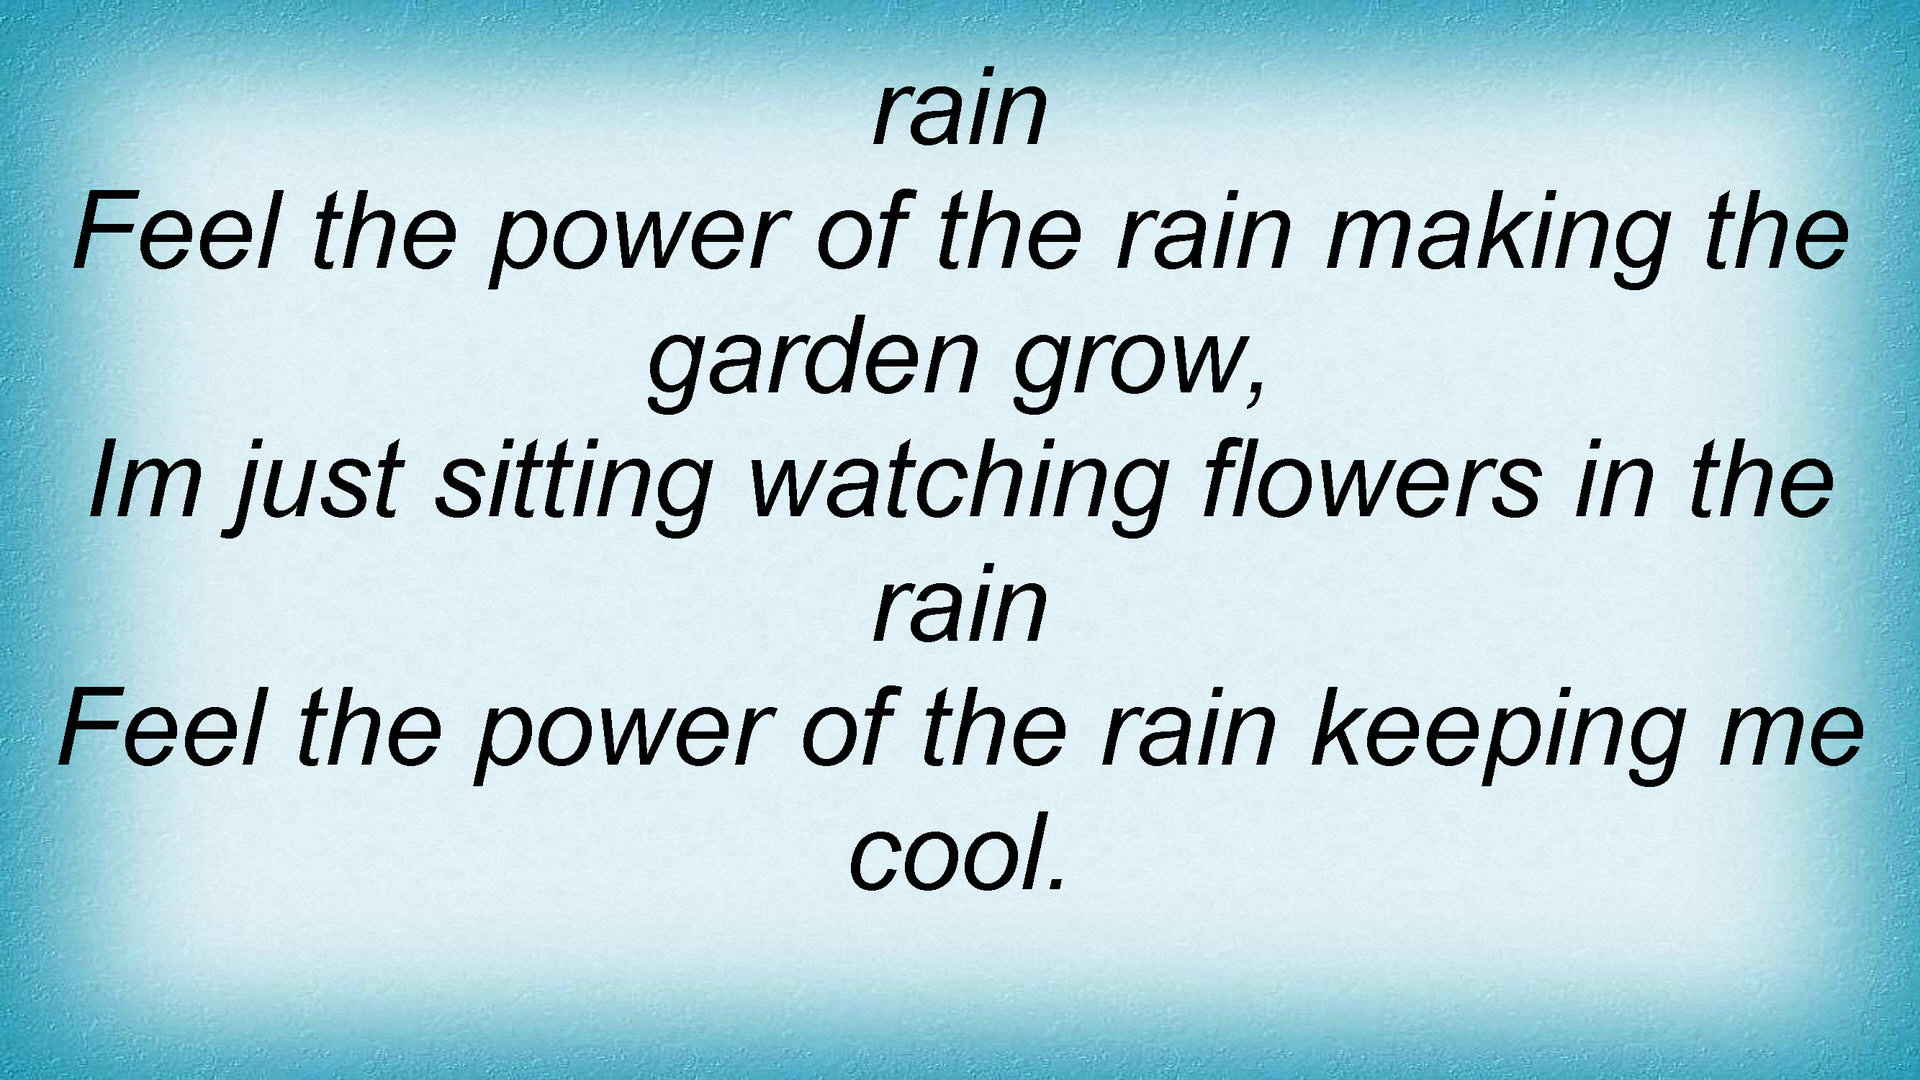 rain
Feel the power of the rain making the
garden grow,
Im just sitting watching flowers in the
rain
Feel the power of the rain keeping me
cool.